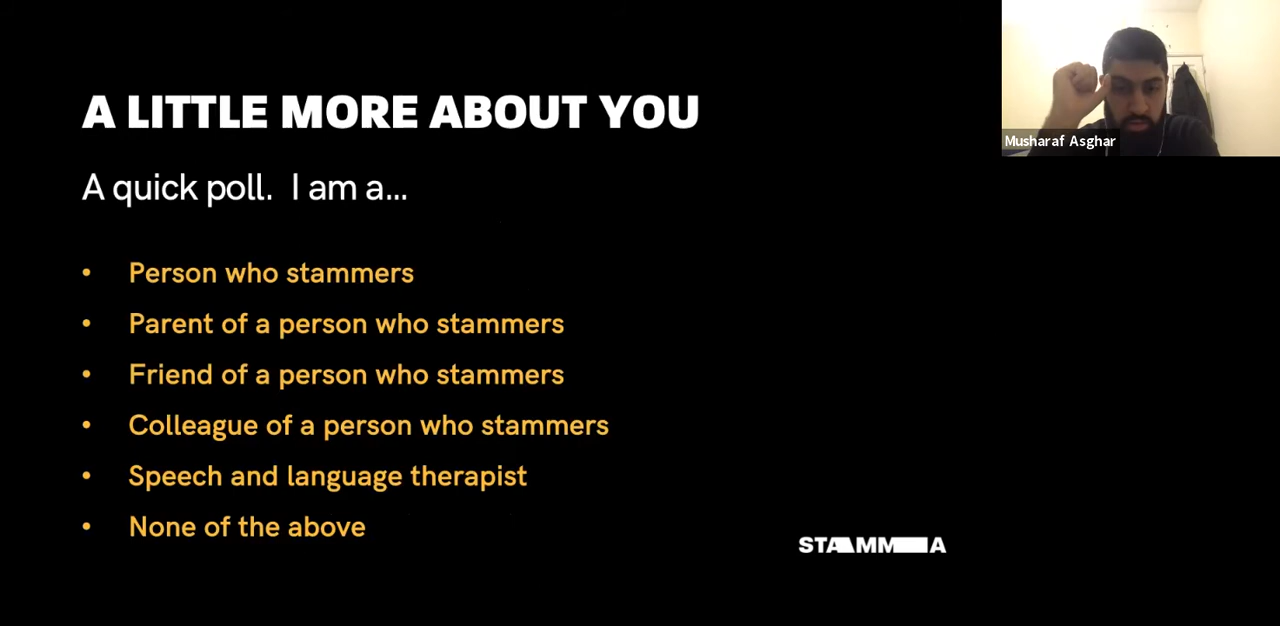 A LITTLE MORE ABOUT YOU
A quick poll. I am a...
• Person who stammers
• Parent of a person who stammers
• Friend of a person who stammers
• Colleague of a person who stammers
• Speech and language therapist
• None of the above
STAMMA
Musharaf Asghar